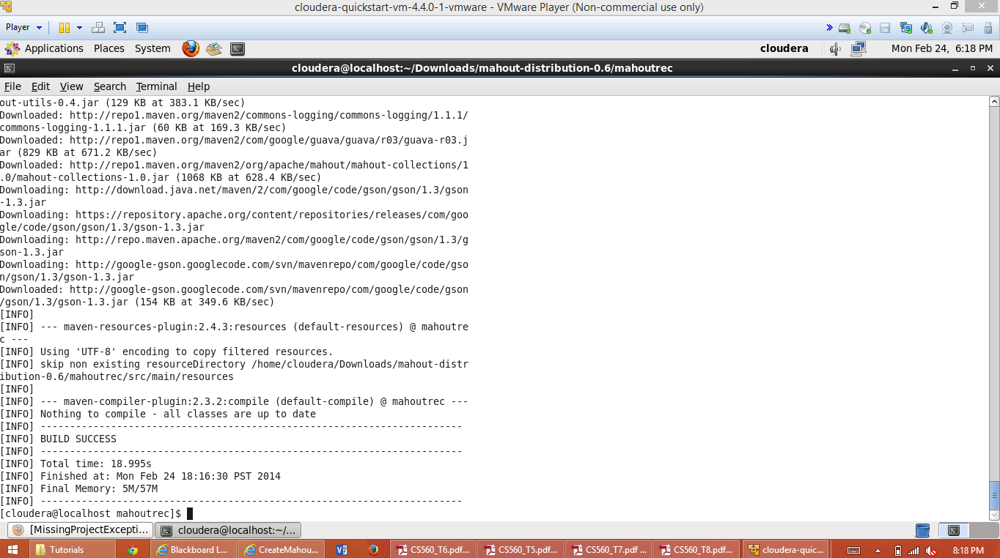 cloudera-quickstart-vm-4.4.0-1-vmware - VMware Player (Non-commercial use only)
Player
Applications Places System cloudera Mon Feb 24, 6:18 PM
cloudera@localhost:~/Downloads/mahout-distribution-0.6/mahoutrec
File Edit View Search Terminal Help
out-utils-0.4.jar (129 KB at 383.1 KB/sec)
Downloaded: http://repo1.maven.org/maven2/commons-logging/commons-logging/1.1.1/
commons-logging-1.1.1.jar (60 KB at 169.3 KB/sec)
Downloaded: http://repo1.maven.org/maven2/com/google/guava/guava/r03/guava-r03.j
ar (829 KB at 671.2 KB/sec)
Downloaded: http://repo1.maven.org/maven2/org/apache/mahout/mahout-collections/1
.0/mahout-collections-1.0.jar (1068 KB at 628.4 KB/sec)
Downloading: http://download.java.net/maven/2/com/google/code/gson/gson/1.3/gson
-1.3.jar
Downloading: https://repository.apache.org/content/repositories/releases/com/goo
gle/code/gson/gson/1.3/gson-1.3.jar
Downloading: http://repo.maven.apache.org/maven2/com/google/code/gson/gson/1.3/g
son-1.3.jar
Downloading: http://google-gson.googlecode.com/svn/mavenrepo/com/google/code/gso
n/gson/1.3/gson-1.3.jar
Downloaded: http://google-gson.googlecode.com/svn/mavenrepo/com/google/code/gson
/gson/1.3/gson-1.3.jar (154 KB at 349.6 KB/sec)
[INFO]
[INFO] --- maven-resources-plugin:2.4.3:resources (default-resources) @ mahoutre
c ---
[INFO] Using 'UTF-8' encoding to copy filtered resources.
[INFO] skip non existing resourceDirectory /home/cloudera/Downloads/mahout-distr
ibution-0.6/mahoutrec/src/main/resources
[INFO]
[INFO] --- maven-compiler-plugin:2.3.2:compile (default-compile) @ mahoutrec ---
[INFO] Nothing to compile - all classes are up to date
[INFO] ------------------------------------------------------------------------
[INFO] BUILD SUCCESS
[INFO] ------------------------------------------------------------------------
[INFO] Total time: 18.995s
[INFO] Finished at: Mon Feb 24 18:16:30 PST 2014
[INFO] Final Memory: 5M/57M
[INFO] ------------------------------------------------------------------------
[cloudera@localhost mahoutrec]$
[MissingProjectExcepti... cloudera@localhost:~/...
Tutorials Blackboard L... CreateMahou... CS560_T6.pdf... CS560_T5.pdf... CS560_T7.pdf ... CS560_T8.pdf... cloudera-quic... 8:18 PM